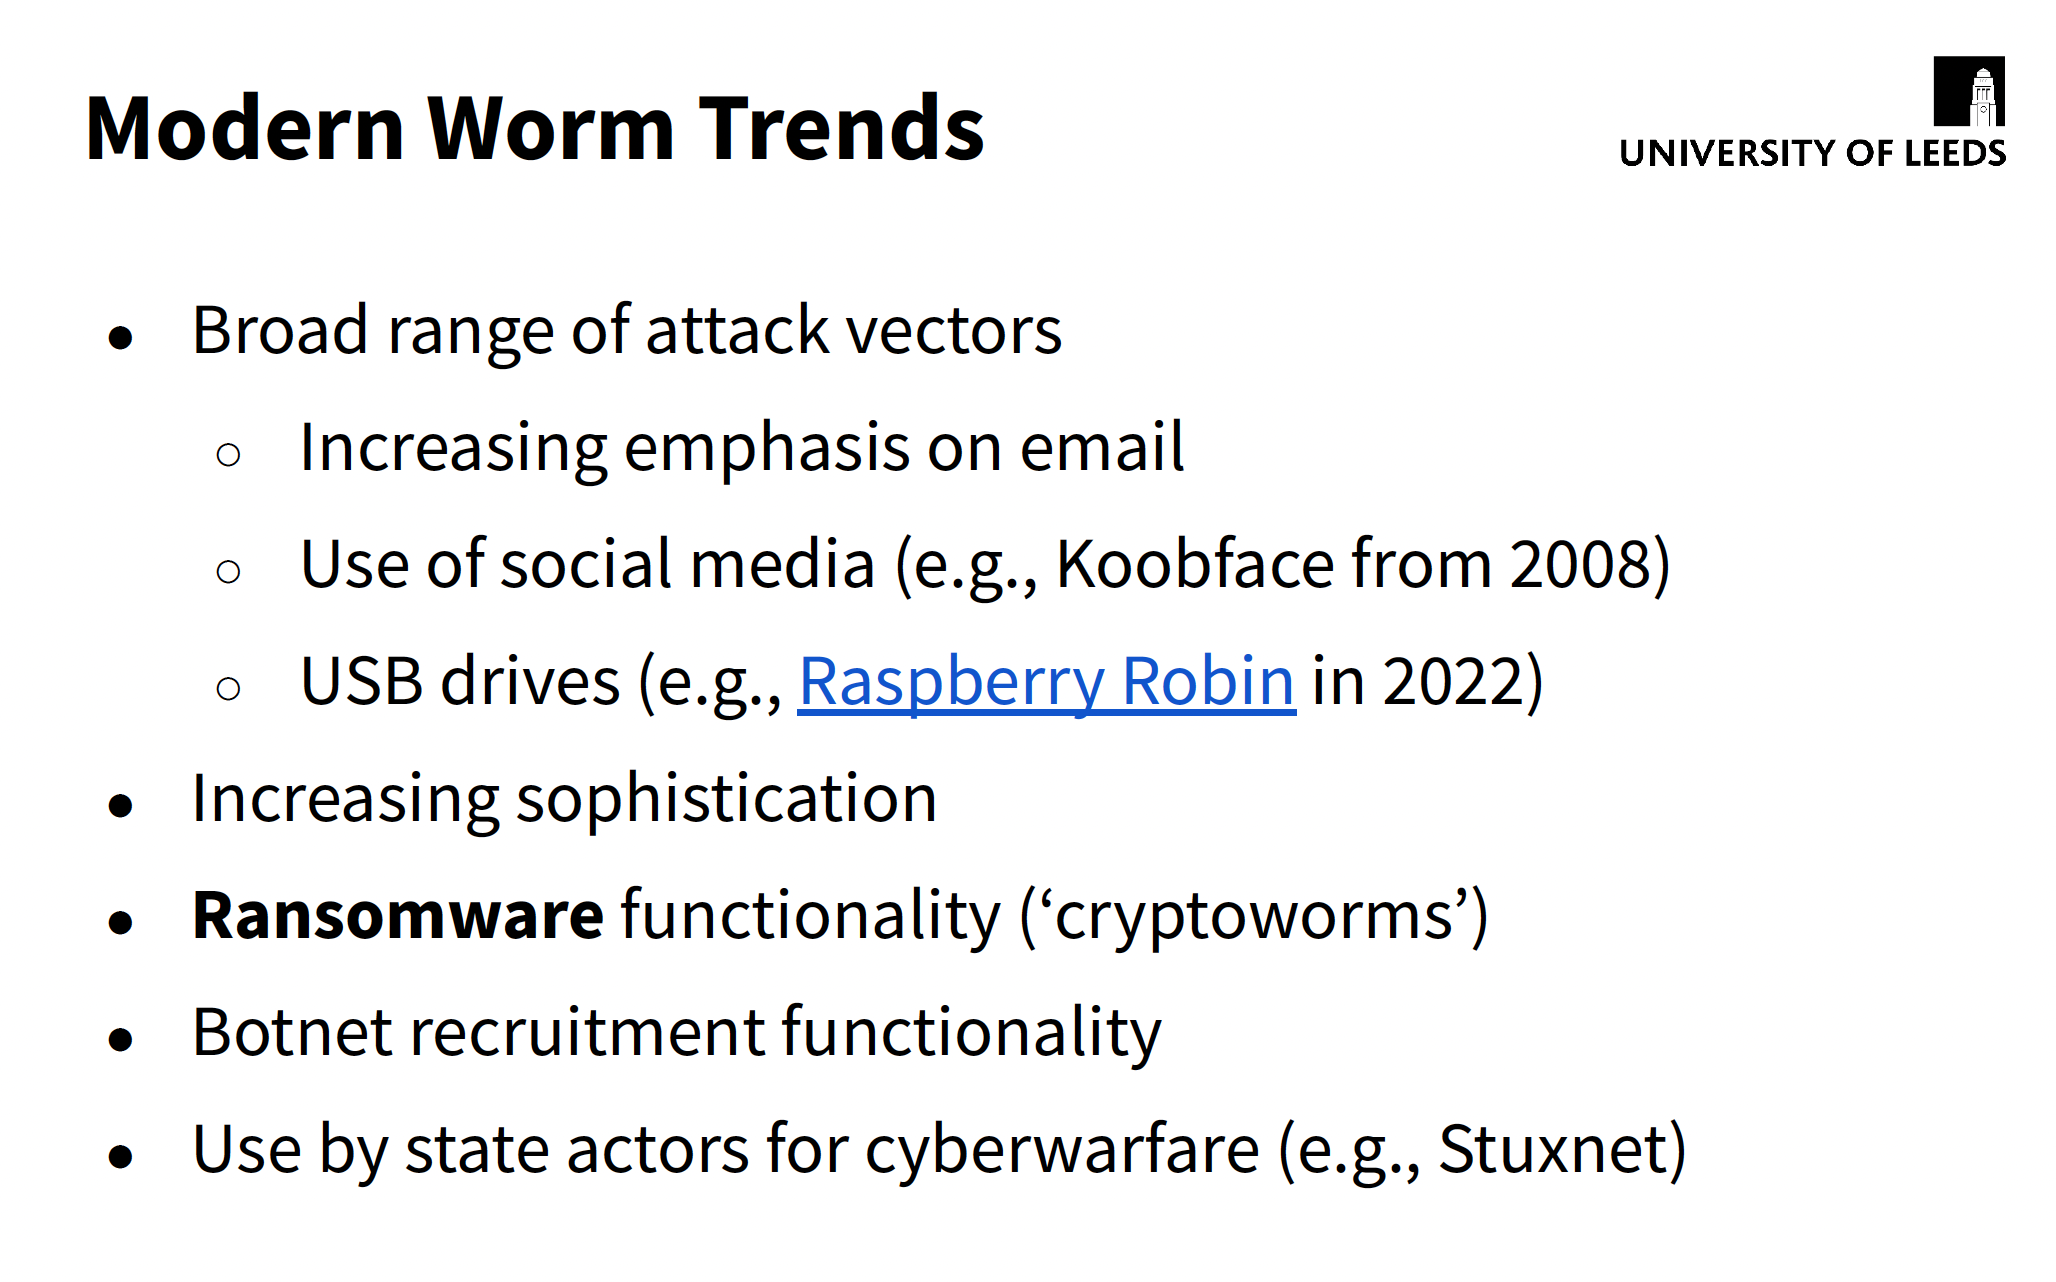 Modern Worm Trends
UNIVERSITY OF LEEDS
● Broad range of attack vectors
○ Increasing emphasis on email
○ Use of social media (e.g., Koobface from 2008)
○ USB drives (e.g., Raspberry Robin in 2022)
● Increasing sophistication
● Ransomware functionality (‘cryptoworms’)
● Botnet recruitment functionality
● Use by state actors for cyberwarfare (e.g., Stuxnet)